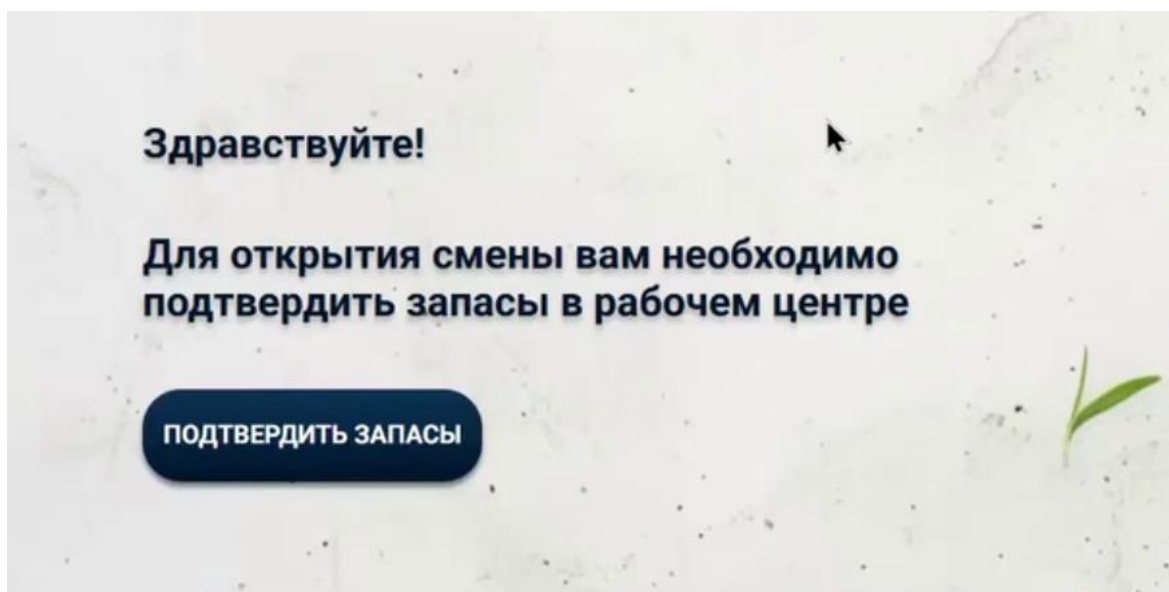 Здравствуйте!
Для открытия смены вам необходимо
подтвердить запасы в рабочем центре
ПОДТВЕРДИТЬ ЗАПАСЫ